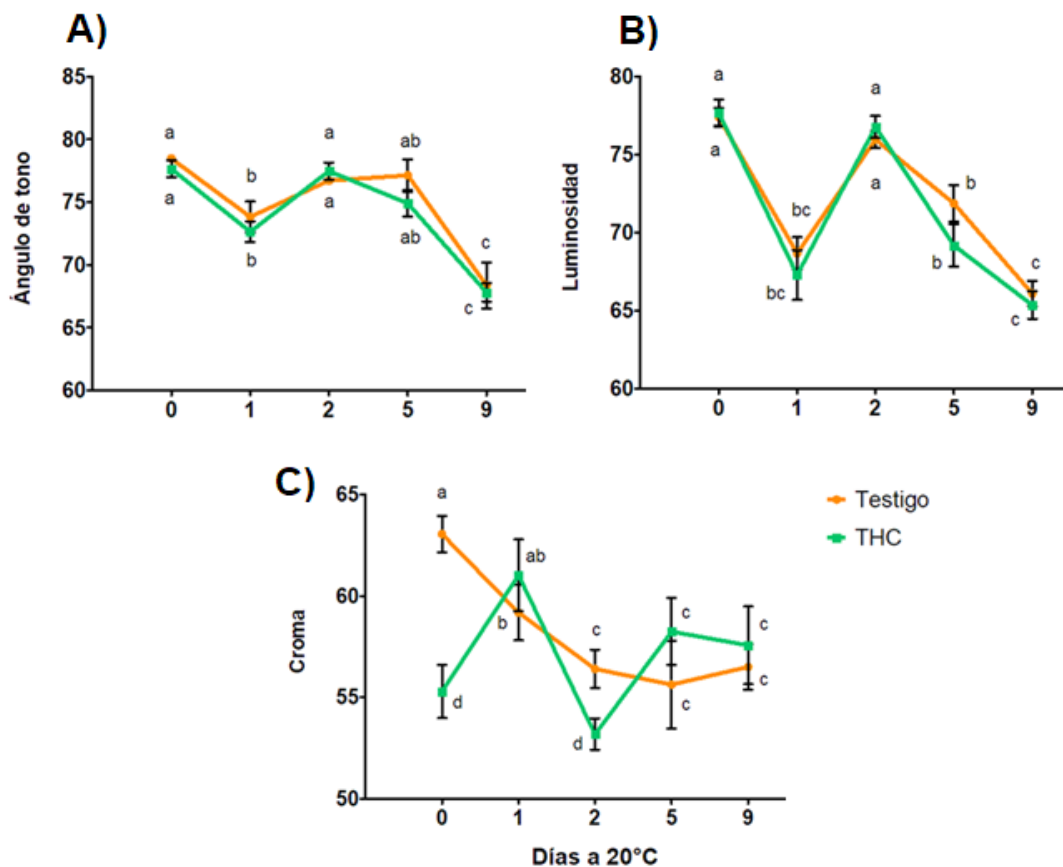 A)
Ángulo de tono
85
80
75
70
65
60
a
a
b
b
a
a
ab
ab
c
c
0 1 2 5 9
B)
Luminosidad
80
75
70
65
60
a
a
bc
bc
a
a
b
b
c
c
0 1 2 5 9
C)
Croma
65
60
55
50
a
d
ab
b
c
d
c
c
c
c
0 1 2 5 9
Días a 20°C
Testigo
THC